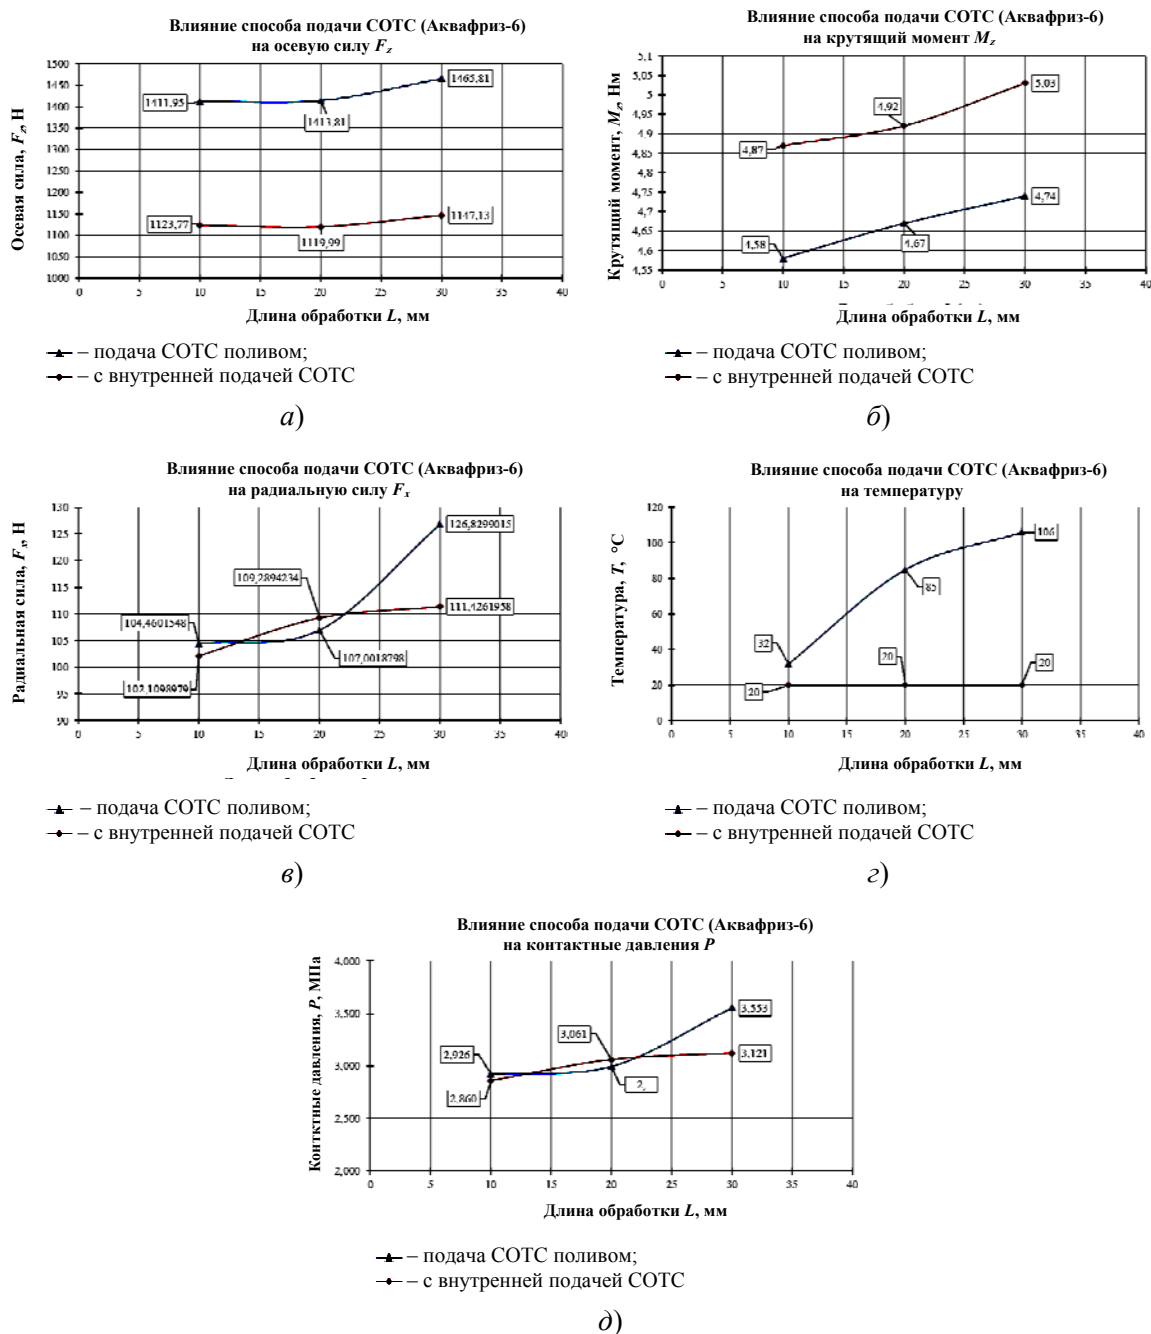 Влияние способа подачи СОТС (Аквафриз-6)
на осевую силу Fz
Осевая сила, Fz, Н
1500
1450
1400
1350
1300
1250
1200
1150
1100
1050
1000
1411,95
1413,81
1465,81
1123,77
1119,99
1147,13
0 5 10 15 20 25 30 35 40
Длина обработки L, мм
– подача СОТС поливом;
– с внутренней подачей СОТС
а)
Влияние способа подачи СОТС (Аквафриз-6)
на крутящий момент Mz
Крутящий момент, Mz, Нм
5,1
5,05
5
4,95
4,9
4,85
4,8
4,75
4,7
4,65
4,6
4,55
4,87
4,92
5,03
4,58
4,67
4,74
0 5 10 15 20 25 30 35 40
Длина обработки L, мм
– подача СОТС поливом;
– с внутренней подачей СОТС
б)
Влияние способа подачи СОТС (Аквафриз-6)
на радиальную силу Fx
Радиальная сила, Fx, Н
130
125
120
115
110
105
100
95
90
104,4601548
109,2894234
126,8299015
102,1098979
107,0018798
111,4261958
0 5 10 15 20 25 30 35 40
Длина обработки L, мм
– подача СОТС поливом;
– с внутренней подачей СОТС
в)
Влияние способа подачи СОТС (Аквафриз-6)
на температуру
Температура, T, °С
120
100
80
60
40
20
0
32
85
106
20
20
20
0 5 10 15 20 25 30 35 40
Длина обработки L, мм
– подача СОТС поливом;
– с внутренней подачей СОТС
г)
Влияние способа подачи СОТС (Аквафриз-6)
на контактные давления P
Контктные давления, P, МПа
4,000
3,500
3,000
2,500
2,000
2,926
3,061
3,553
2,860
2,
3,121
0 5 10 15 20 25 30 35 40
Длина обработки L, мм
– подача СОТС поливом;
– с внутренней подачей СОТС
д)